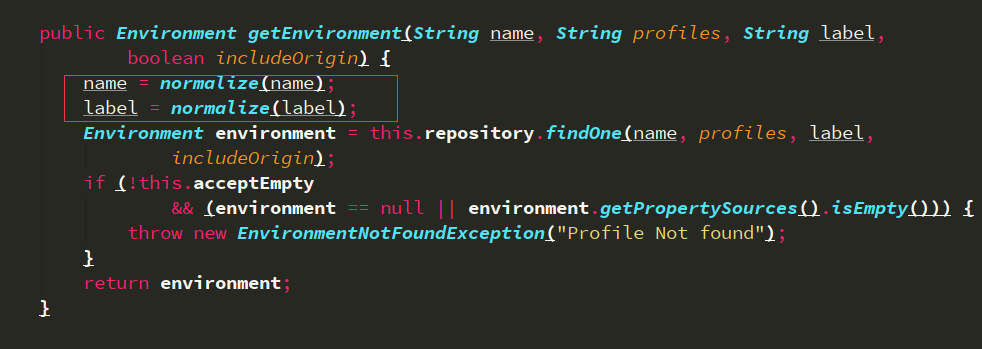 public Environment getEnvironment(String name, String profiles, String label,
boolean includeOrigin) {
name = normalize(name);
label = normalize(label);
Environment environment = this.repository.findOne(name, profiles, label,
includeOrigin);
if (!this.acceptEmpty
&& (environment == null || environment.getPropertySources().isEmpty())) {
throw new EnvironmentNotFoundException("Profile Not found");
}
return environment;
}